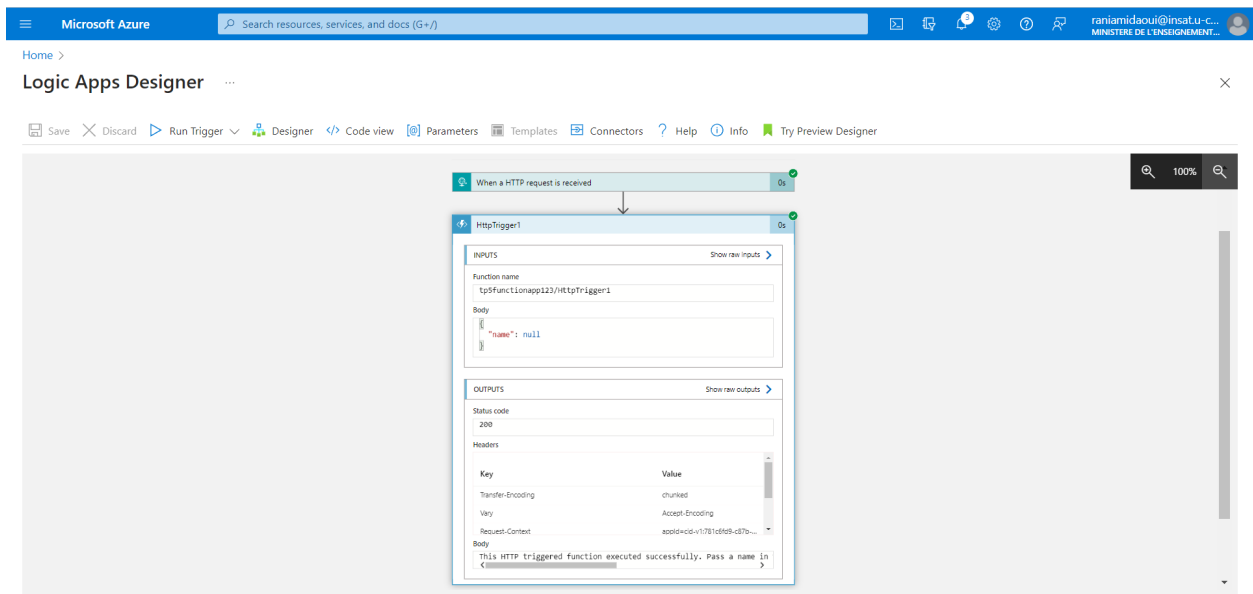 Microsoft Azure
Search resources, services, and docs (G+/)
3
raniamidaoui@insat.u-c...
MINISTERE DE L'ENSEIGNEMENT...
Home >
Logic Apps Designer ...
Save Discard Run Trigger Designer </> Code view [@] Parameters Templates Connectors ? Help Info Try Preview Designer
100%
When a HTTP request is received 0s
HttpTrigger1 0s
INPUTS Show raw inputs >
Function name
tp5functionapp123/HttpTrigger1
Body
{
"name": null
}
OUTPUTS Show raw outputs >
Status code
200
Headers
Key Value
Transfer-Encoding chunked
Vary Accept-Encoding
Request-Context appId=cid-v1:781c6fd9-c87b-...
Body
This HTTP triggered function executed successfully. Pass a name in